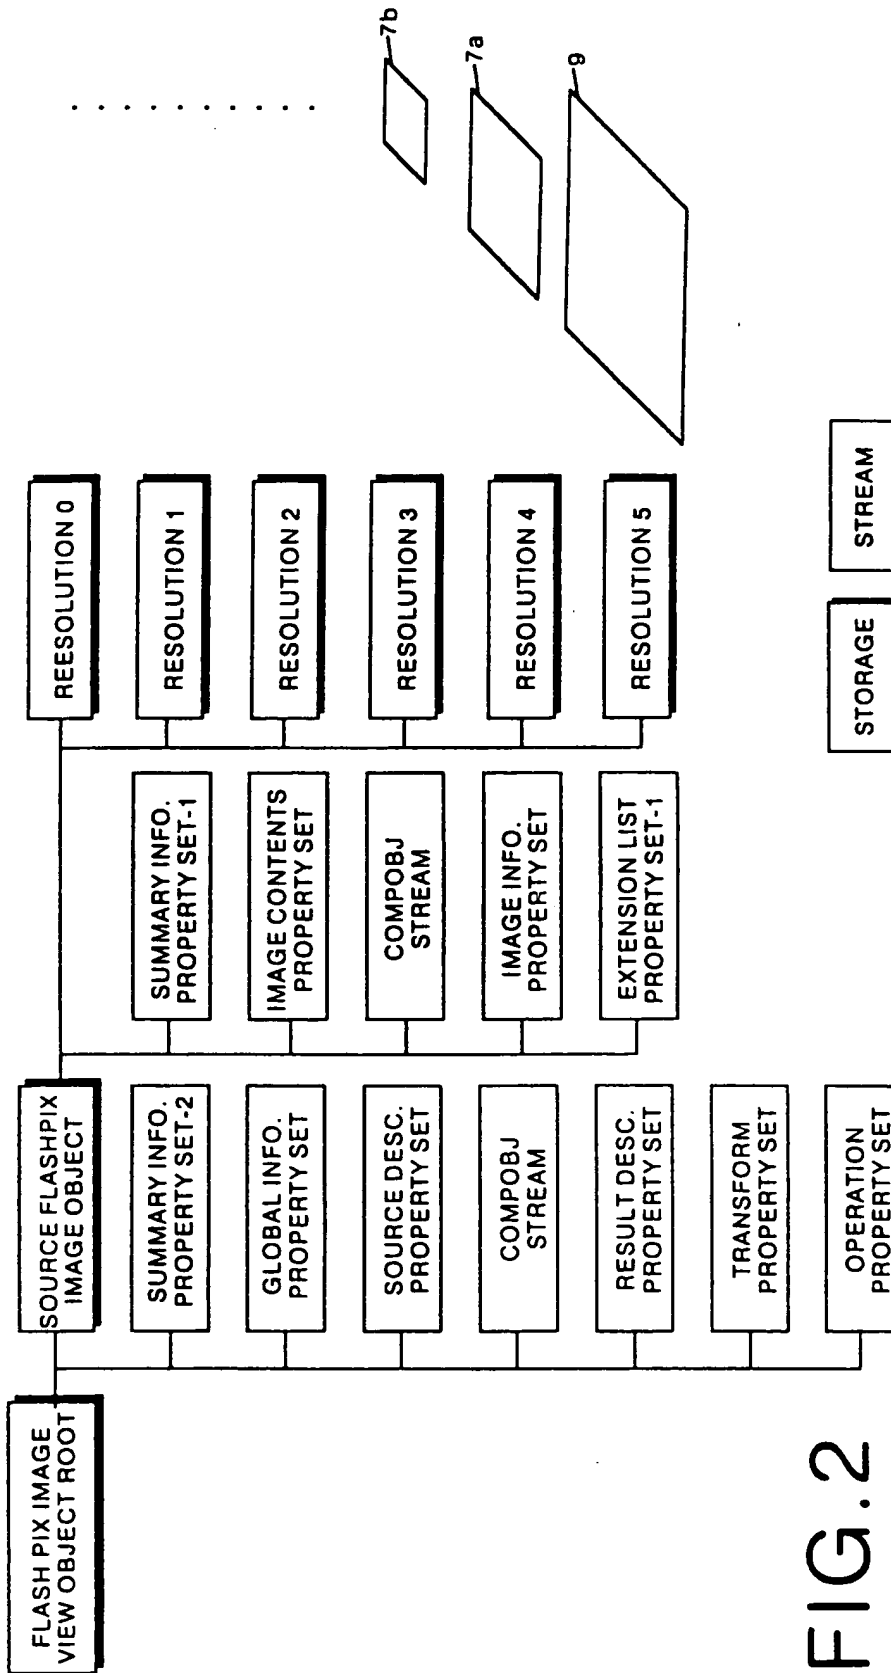 FLASH PIX IMAGE
VIEW OBJECT ROOT
SOURCE FLASHPIX
IMAGE OBJECT
SUMMARY INFO.
PROPERTY SET-2
GLOBAL INFO.
PROPERTY SET
SOURCE DESC.
PROPERTY SET
COMPOBJ
STREAM
RESULT DESC.
PROPERTY SET
TRANSFORM
PROPERTY SET
OPERATION
PROPERTY SET
SUMMARY INFO.
PROPERTY SET-1
IMAGE CONTENTS
PROPERTY SET
COMPOBJ
STREAM
IMAGE INFO.
PROPERTY SET
EXTENSION LIST
PROPERTY SET-1
REESOLUTION 0
RESOLUTION 1
RESOLUTION 2
RESOLUTION 3
RESOLUTION 4
RESOLUTION 5
7b
7a
9
STORAGE
STREAM
FIG.2